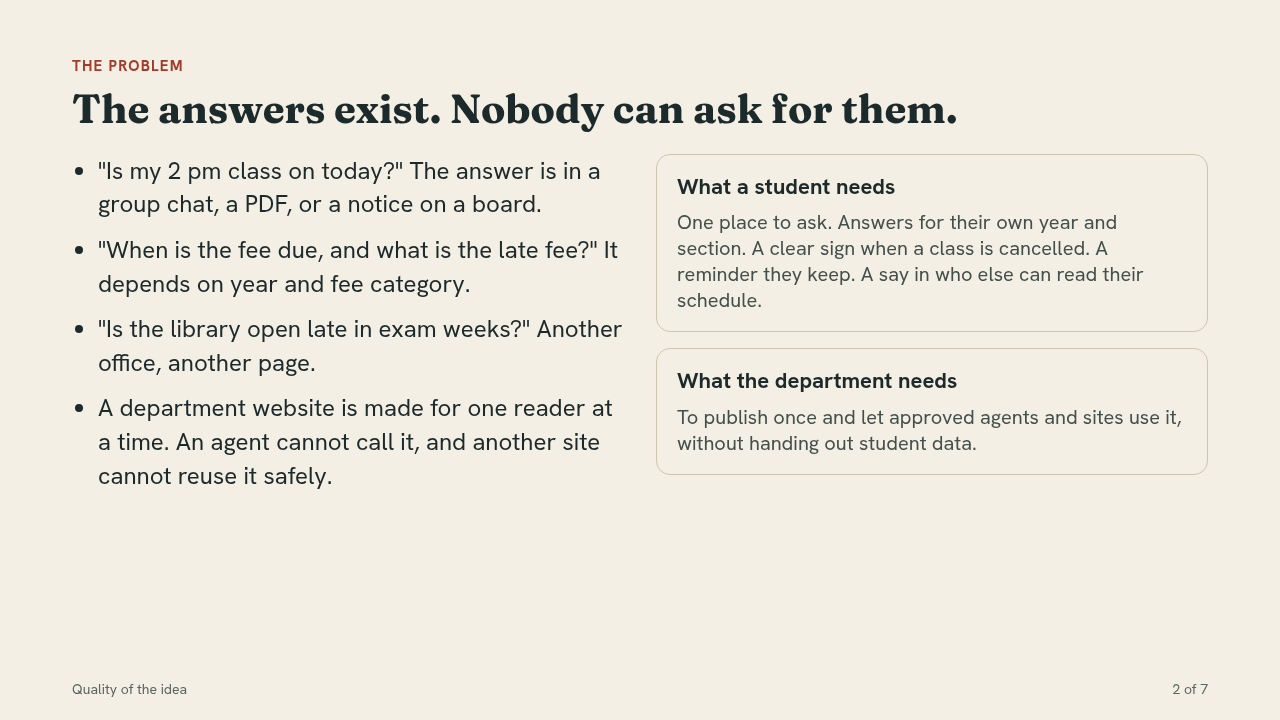 THE PROBLEM
The answers exist. Nobody can ask for them.
• "Is my 2 pm class on today?" The answer is in a
group chat, a PDF, or a notice on a board.
• "When is the fee due, and what is the late fee?" It
depends on year and fee category.
• "Is the library open late in exam weeks?" Another
office, another page.
• A department website is made for one reader at
a time. An agent cannot call it, and another site
cannot reuse it safely.
What a student needs
One place to ask. Answers for their own year and
section. A clear sign when a class is cancelled. A
reminder they keep. A say in who else can read their
schedule.
What the department needs
To publish once and let approved agents and sites use it,
without handing out student data.
Quality of the idea
2 of 7